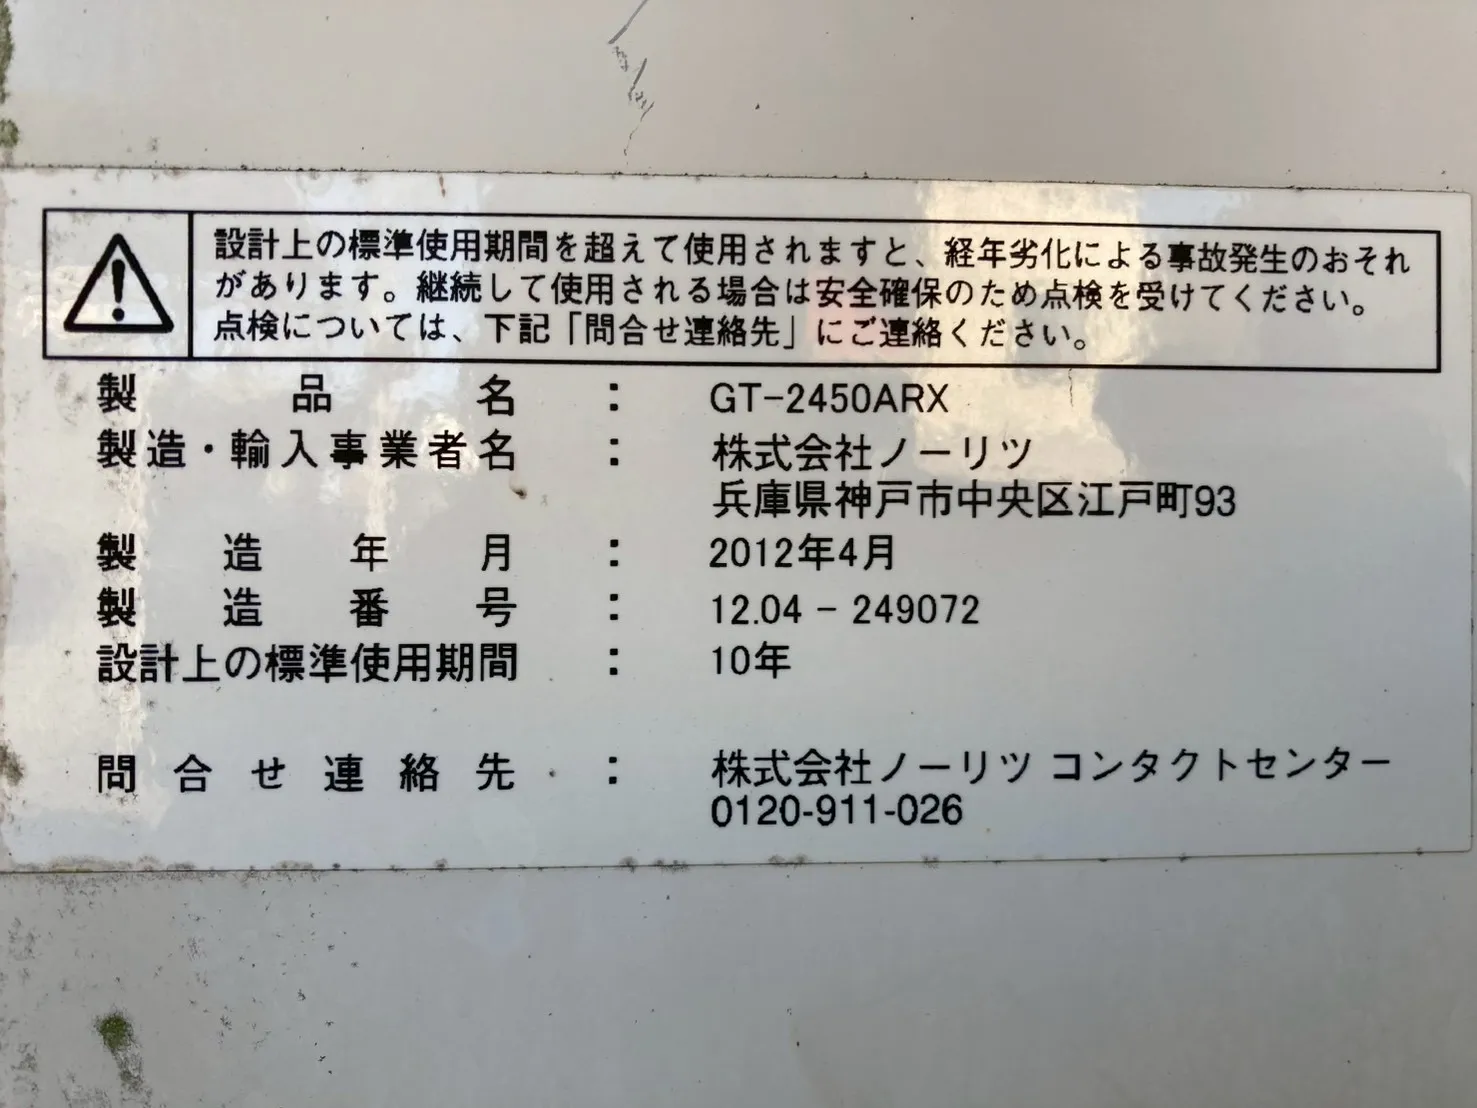 設計上の標準使用期間を超えて使用されますと、経年劣化による事故発生のおそれ
があります。継続して使用される場合は安全確保のため点検を受けてください。
点検については、下記「問合せ連絡先」にご連絡ください。
製品名 : GT-2450ARX
製造・輸入事業者名 : 株式会社ノーリツ
兵庫県神戸市中央区江戸町93
製造年月 : 2012年4月
製造番号 : 12.04 - 249072
設計上の標準使用期間 : 10年
問合せ連絡先 : 株式会社ノーリツ コンタクトセンター
0120-911-026